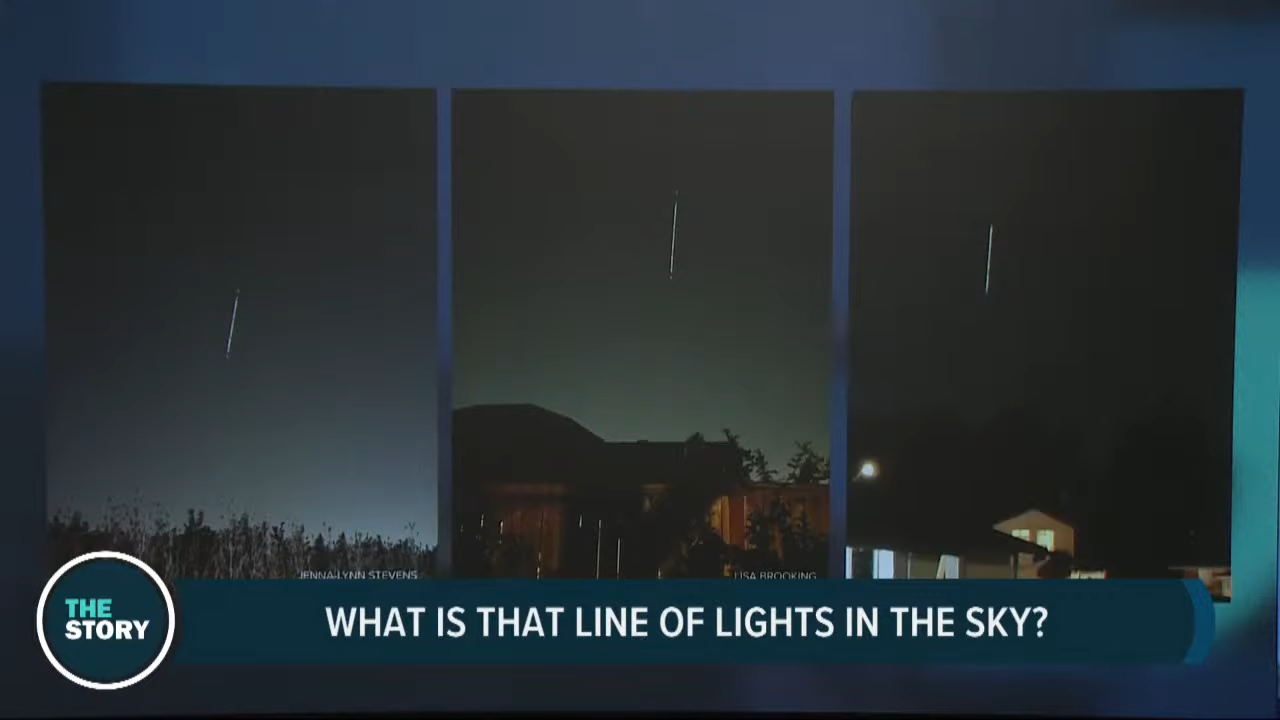 JENNA-LYNN STEVENS
LISA BROOKING
THE
STORY
WHAT IS THAT LINE OF LIGHTS IN THE SKY?